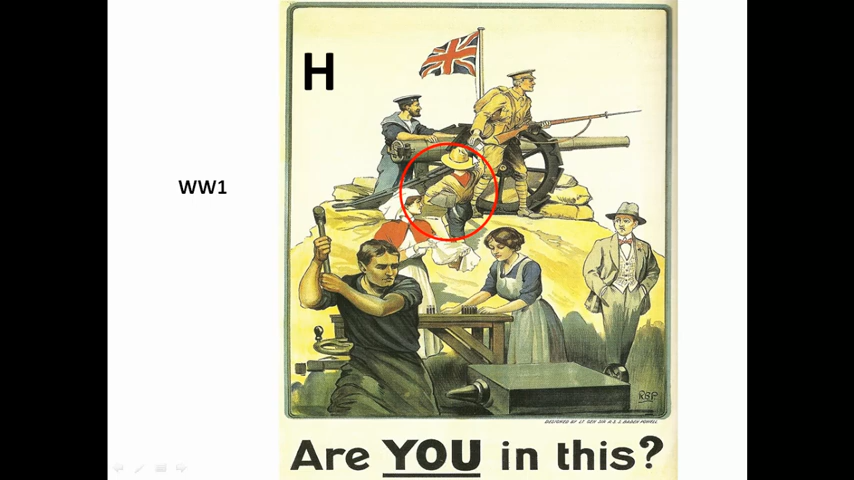 H
WW1
R.S.P.
DESIGNED BY LT GEN SIR R.S.S. BADEN POWELL
Are YOU in this?